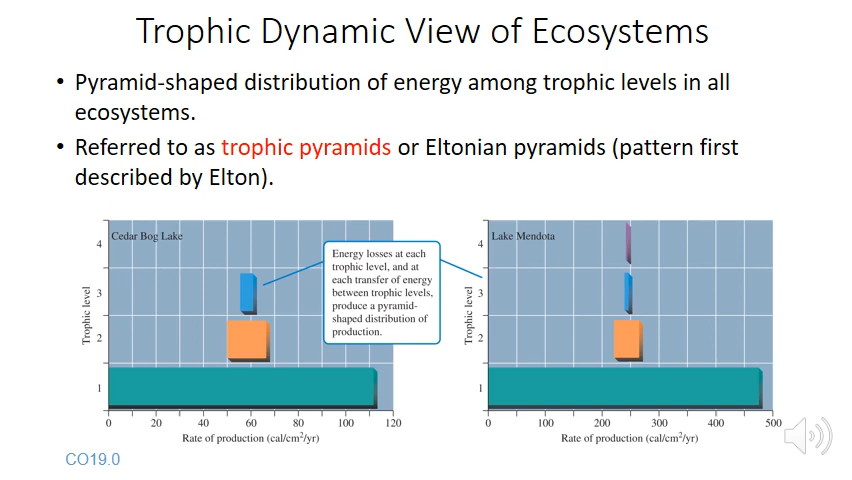 Trophic Dynamic View of Ecosystems
• Pyramid-shaped distribution of energy among trophic levels in all
ecosystems.
• Referred to as trophic pyramids or Eltonian pyramids (pattern first
described by Elton).
Cedar Bog Lake
Trophic level
4
3
2
1
0 20 40 60 80 100 120
Rate of production (cal/cm²/yr)
Energy losses at each
trophic level, and at
each transfer of energy
between trophic levels,
produce a pyramid-
shaped distribution of
production.
Lake Mendota
Trophic level
4
3
2
1
0 100 200 300 400 500
Rate of production (cal/cm²/yr)
CO19.0